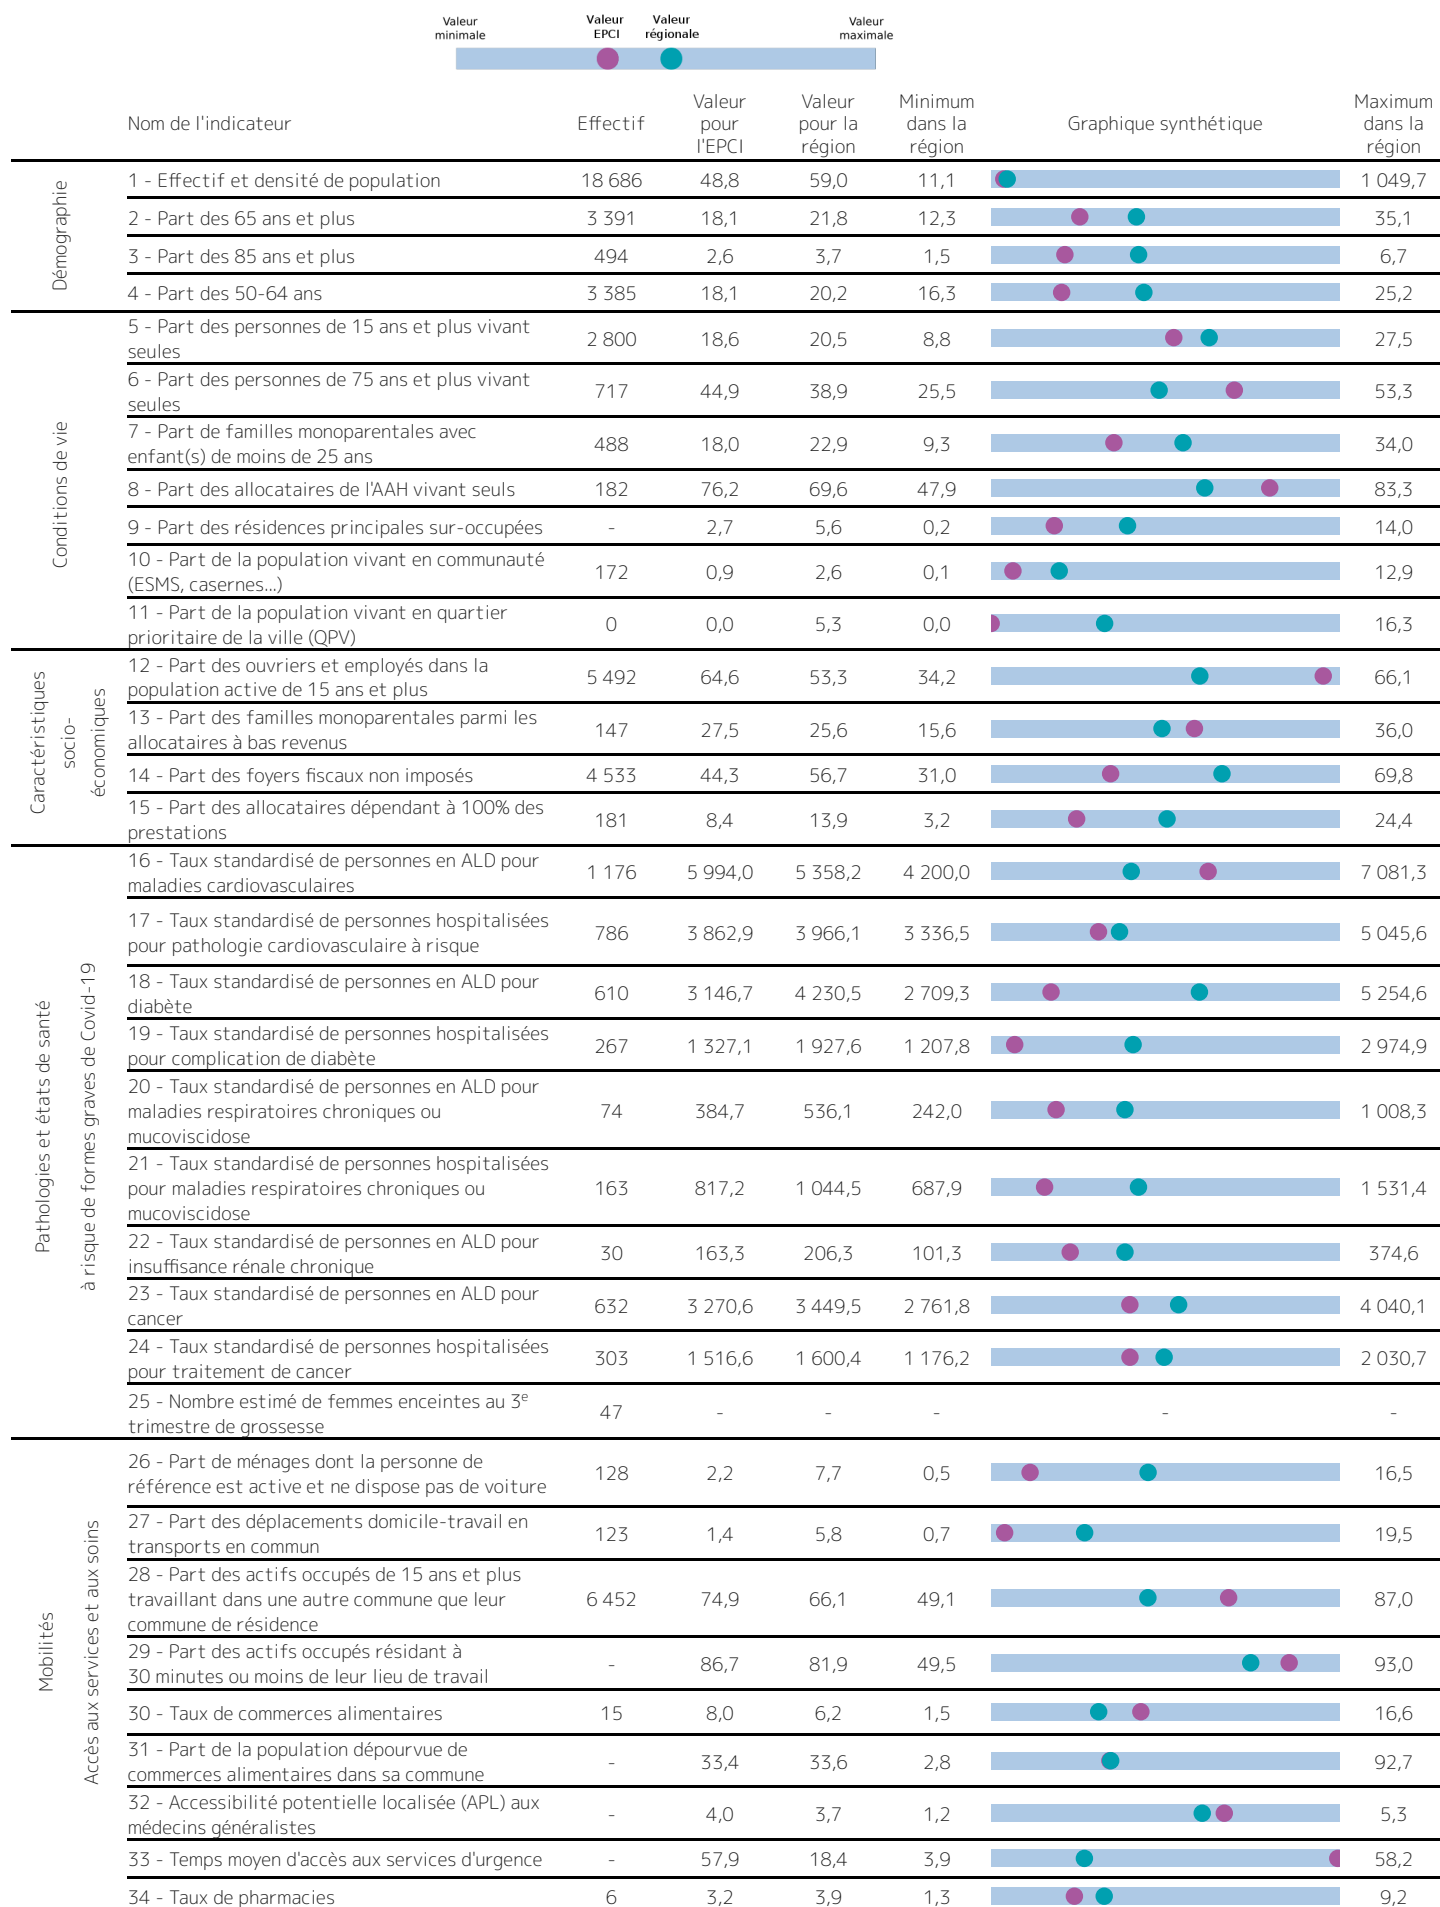 Valeur minimale
Valeur EPCI
Valeur régionale
Valeur maximale
Nom de l'indicateur
Effectif
Valeur pour l'EPCI
Valeur pour la région
Minimum dans la région
Graphique synthétique
Maximum dans la région
Démographie
1 - Effectif et densité de population 18 686 48,8 59,0 11,1 1 049,7
2 - Part des 65 ans et plus 3 391 18,1 21,8 12,3 35,1
3 - Part des 85 ans et plus 494 2,6 3,7 1,5 6,7
4 - Part des 50-64 ans 3 385 18,1 20,2 16,3 25,2
Conditions de vie
5 - Part des personnes de 15 ans et plus vivant
seules 2 800 18,6 20,5 8,8 27,5
6 - Part des personnes de 75 ans et plus vivant
seules 717 44,9 38,9 25,5 53,3
7 - Part de familles monoparentales avec
enfant(s) de moins de 25 ans 488 18,0 22,9 9,3 34,0
8 - Part des allocataires de l'AAH vivant seuls 182 76,2 69,6 47,9 83,3
9 - Part des résidences principales sur-occupées - 2,7 5,6 0,2 14,0
10 - Part de la population vivant en communauté
(ESMS, casernes...) 172 0,9 2,6 0,1 12,9
11 - Part de la population vivant en quartier
prioritaire de la ville (QPV) 0 0,0 5,3 0,0 16,3
Caractéristiques
socio-
économiques
12 - Part des ouvriers et employés dans la
population active de 15 ans et plus 5 492 64,6 53,3 34,2 66,1
13 - Part des familles monoparentales parmi les
allocataires à bas revenus 147 27,5 25,6 15,6 36,0
14 - Part des foyers fiscaux non imposés 4 533 44,3 56,7 31,0 69,8
15 - Part des allocataires dépendant à 100% des
prestations 181 8,4 13,9 3,2 24,4
Pathologies et états de santé
à risque de formes graves de Covid-19
16 - Taux standardisé de personnes en ALD pour
maladies cardiovasculaires 1 176 5 994,0 5 358,2 4 200,0 7 081,3
17 - Taux standardisé de personnes hospitalisées
pour pathologie cardiovasculaire à risque 786 3 862,9 3 966,1 3 336,5 5 045,6
18 - Taux standardisé de personnes en ALD pour
diabète 610 3 146,7 4 230,5 2 709,3 5 254,6
19 - Taux standardisé de personnes hospitalisées
pour complication de diabète 267 1 327,1 1 927,6 1 207,8 2 974,9
20 - Taux standardisé de personnes en ALD pour
maladies respiratoires chroniques ou
mucoviscidose 74 384,7 536,1 242,0 1 008,3
21 - Taux standardisé de personnes hospitalisées
pour maladies respiratoires chroniques ou
mucoviscidose 163 817,2 1 044,5 687,9 1 531,4
22 - Taux standardisé de personnes en ALD pour
insuffisance rénale chronique 30 163,3 206,3 101,3 374,6
23 - Taux standardisé de personnes en ALD pour
cancer 632 3 270,6 3 449,5 2 761,8 4 040,1
24 - Taux standardisé de personnes hospitalisées
pour traitement de cancer 303 1 516,6 1 600,4 1 176,2 2 030,7
25 - Nombre estimé de femmes enceintes au 3e
trimestre de grossesse 47 - - - - -
Mobilités
Accès aux services et aux soins
26 - Part de ménages dont la personne de
référence est active et ne dispose pas de voiture 128 2,2 7,7 0,5 16,5
27 - Part des déplacements domicile-travail en
transports en commun 123 1,4 5,8 0,7 19,5
28 - Part des actifs occupés de 15 ans et plus
travaillant dans une autre commune que leur
commune de résidence 6 452 74,9 66,1 49,1 87,0
29 - Part des actifs occupés résidant à
30 minutes ou moins de leur lieu de travail - 86,7 81,9 49,5 93,0
30 - Taux de commerces alimentaires 15 8,0 6,2 1,5 16,6
31 - Part de la population dépourvue de
commerces alimentaires dans sa commune - 33,4 33,6 2,8 92,7
32 - Accessibilité potentielle localisée (APL) aux
médecins généralistes - 4,0 3,7 1,2 5,3
33 - Temps moyen d'accès aux services d'urgence - 57,9 18,4 3,9 58,2
34 - Taux de pharmacies 6 3,2 3,9 1,3 9,2